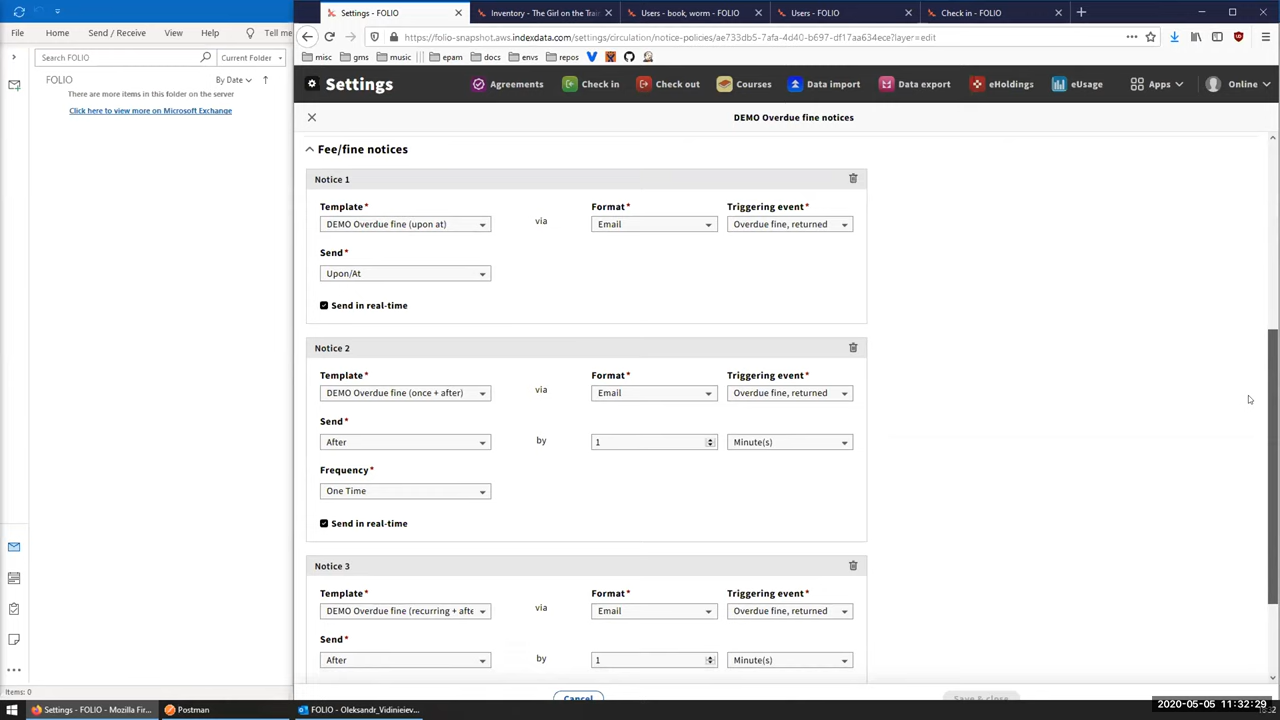 File Home Send / Receive View Help Tell me
Search FOLIO Current Folder
FOLIO By Date
There are more items in this folder on the server
Click here to view more on Microsoft Exchange
Items: 0
Settings - FOLIO
Inventory - The Girl on the Train
Users - book, worm - FOLIO
Users - FOLIO
Check in - FOLIO
https://folio-snapshot.aws.indexdata.com/settings/circulation/notice-policies/ae733db5-7afa-4d40-b697-df17aa634ece?layer=edit
misc gms music epam docs envs repos
Settings Agreements Check in Check out Courses Data import Data export eHoldings eUsage Apps Online
DEMO Overdue fine notices
Fee/fine notices
Notice 1
Template* Format* Triggering event*
DEMO Overdue fine (upon at) via Email Overdue fine, returned
Send*
Upon/At
Send in real-time
Notice 2
Template* Format* Triggering event*
DEMO Overdue fine (once + after) via Email Overdue fine, returned
Send*
After by 1 Minute(s)
Frequency*
One Time
Send in real-time
Notice 3
Template* Format* Triggering event*
DEMO Overdue fine (recurring + afte via Email Overdue fine, returned
Send*
After by 1 Minute(s)
Cancel Save & close
Settings - FOLIO - Mozilla Fir... Postman FOLIO - Oleksandr_Vidinieiev...
2020-05-05 11:32:29